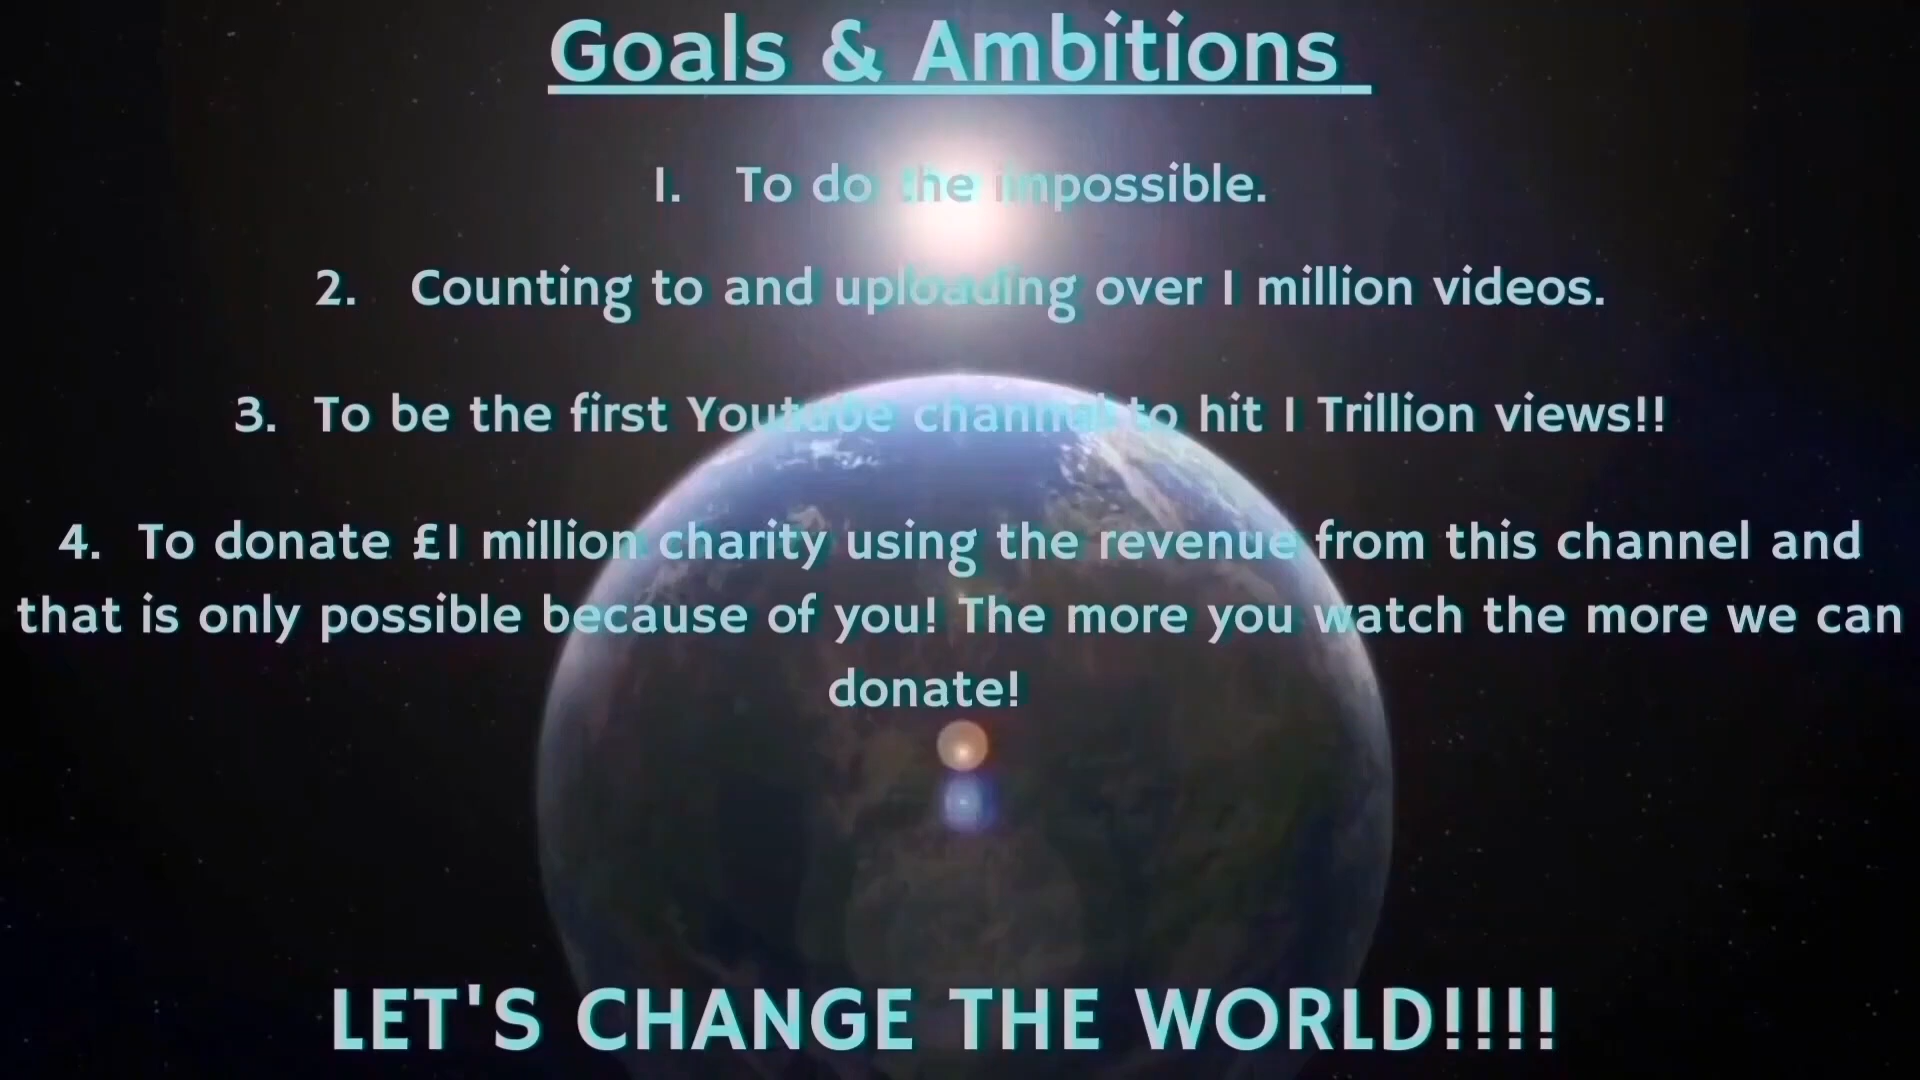 Goals & Ambitions
1. To do the impossible.
2. Counting to and uploading over 1 million videos.
3. To be the first Youtube channel to hit 1 Trillion views!!
4. To donate £1 million charity using the revenue from this channel and
that is only possible because of you! The more you watch the more we can
donate!
LET'S CHANGE THE WORLD!!!!